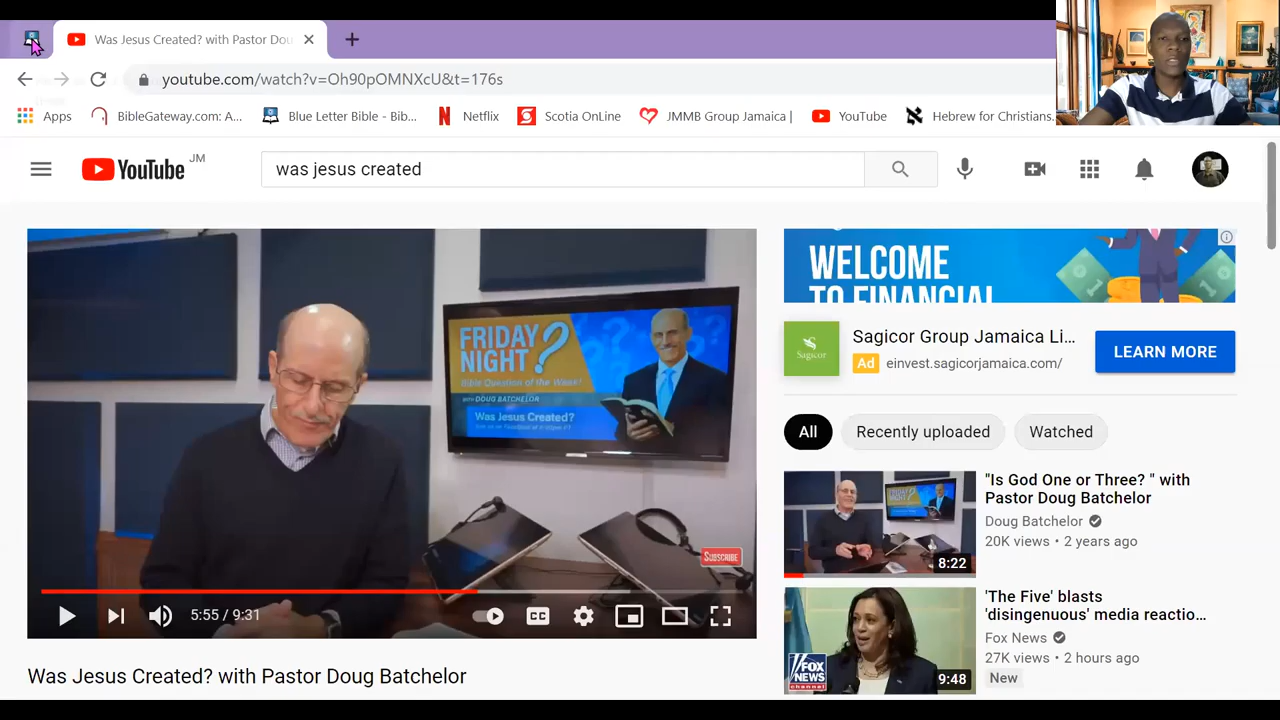 Was Jesus Created? with Pastor Dou
youtube.com/watch?v=Oh90pOMNXcU&t=176s
Apps
BibleGateway.com: A...
Blue Letter Bible - Bib...
Netflix
Scotia OnLine
JMMB Group Jamaica |
YouTube
Hebrew for Christians.
YouTube JM
was jesus created
FRIDAY
NIGHT
?
Bible Question of the Week!
with DOUG BATCHELOR
Was Jesus Created?
SUBSCRIBE
5:55 / 9:31
CC
Was Jesus Created? with Pastor Doug Batchelor
WELCOME
TO FINANCIAL
Sagicor
Sagicor Group Jamaica Li...
Ad einvest.sagicorjamaica.com/
LEARN MORE
All
Recently uploaded
Watched
8:22
"Is God One or Three? " with
Pastor Doug Batchelor
Doug Batchelor
20K views • 2 years ago
FOX
NEWS
channel
9:48
'The Five' blasts
'disingenuous' media reactio...
Fox News
27K views • 2 hours ago
New